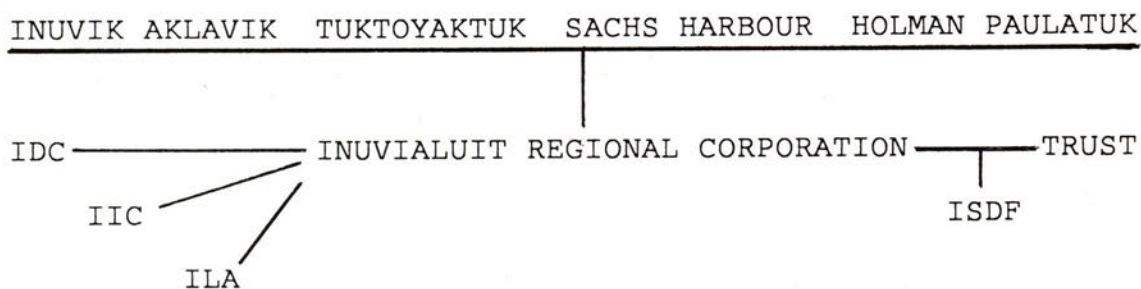 INUVIK AKLAVIK TUKTOYAKTUK SACHS HARBOUR HOLMAN PAULATUK
IDC INUVIALUIT REGIONAL CORPORATION TRUST
IIC ISDF
ILA